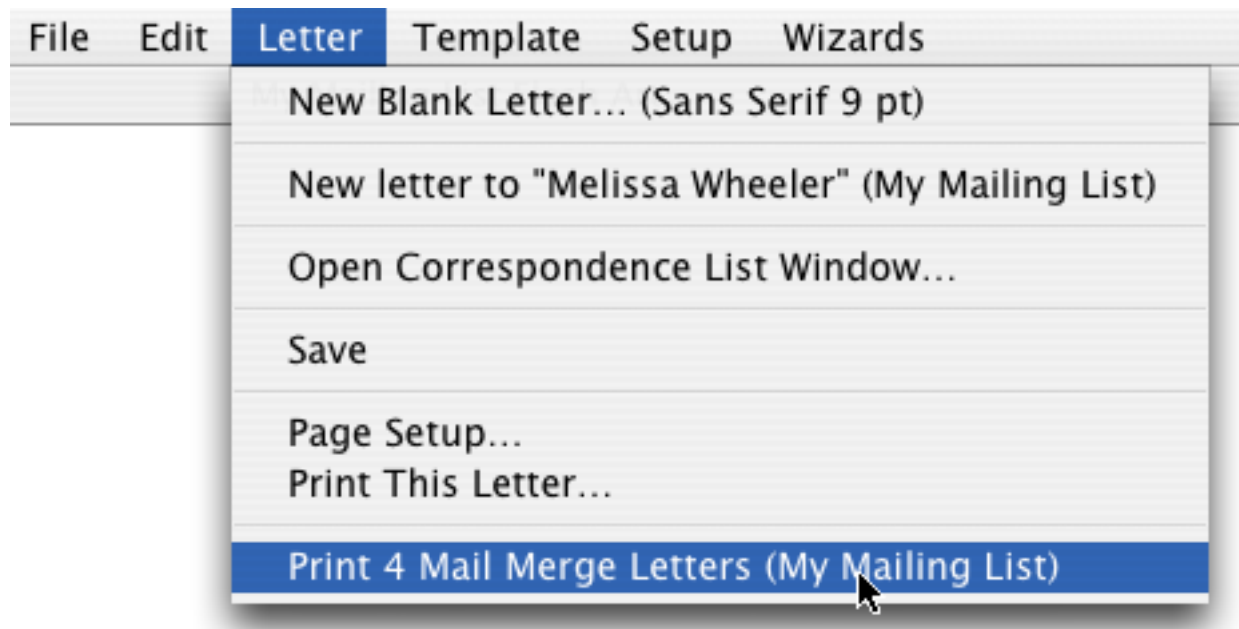 File Edit Letter Template Setup Wizards
New Blank Letter... (Sans Serif 9 pt)
New letter to "Melissa Wheeler" (My Mailing List)
Open Correspondence List Window...
Save
Page Setup...
Print This Letter...
Print 4 Mail Merge Letters (My Mailing List)